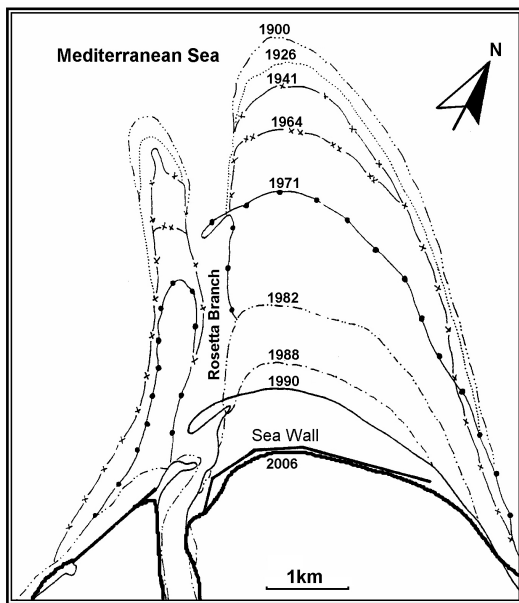 1900
Mediterranean Sea
1926
N
1941
1964
1971
1982
Rosetta Branch
1988
1990
Sea Wall
2006
1km